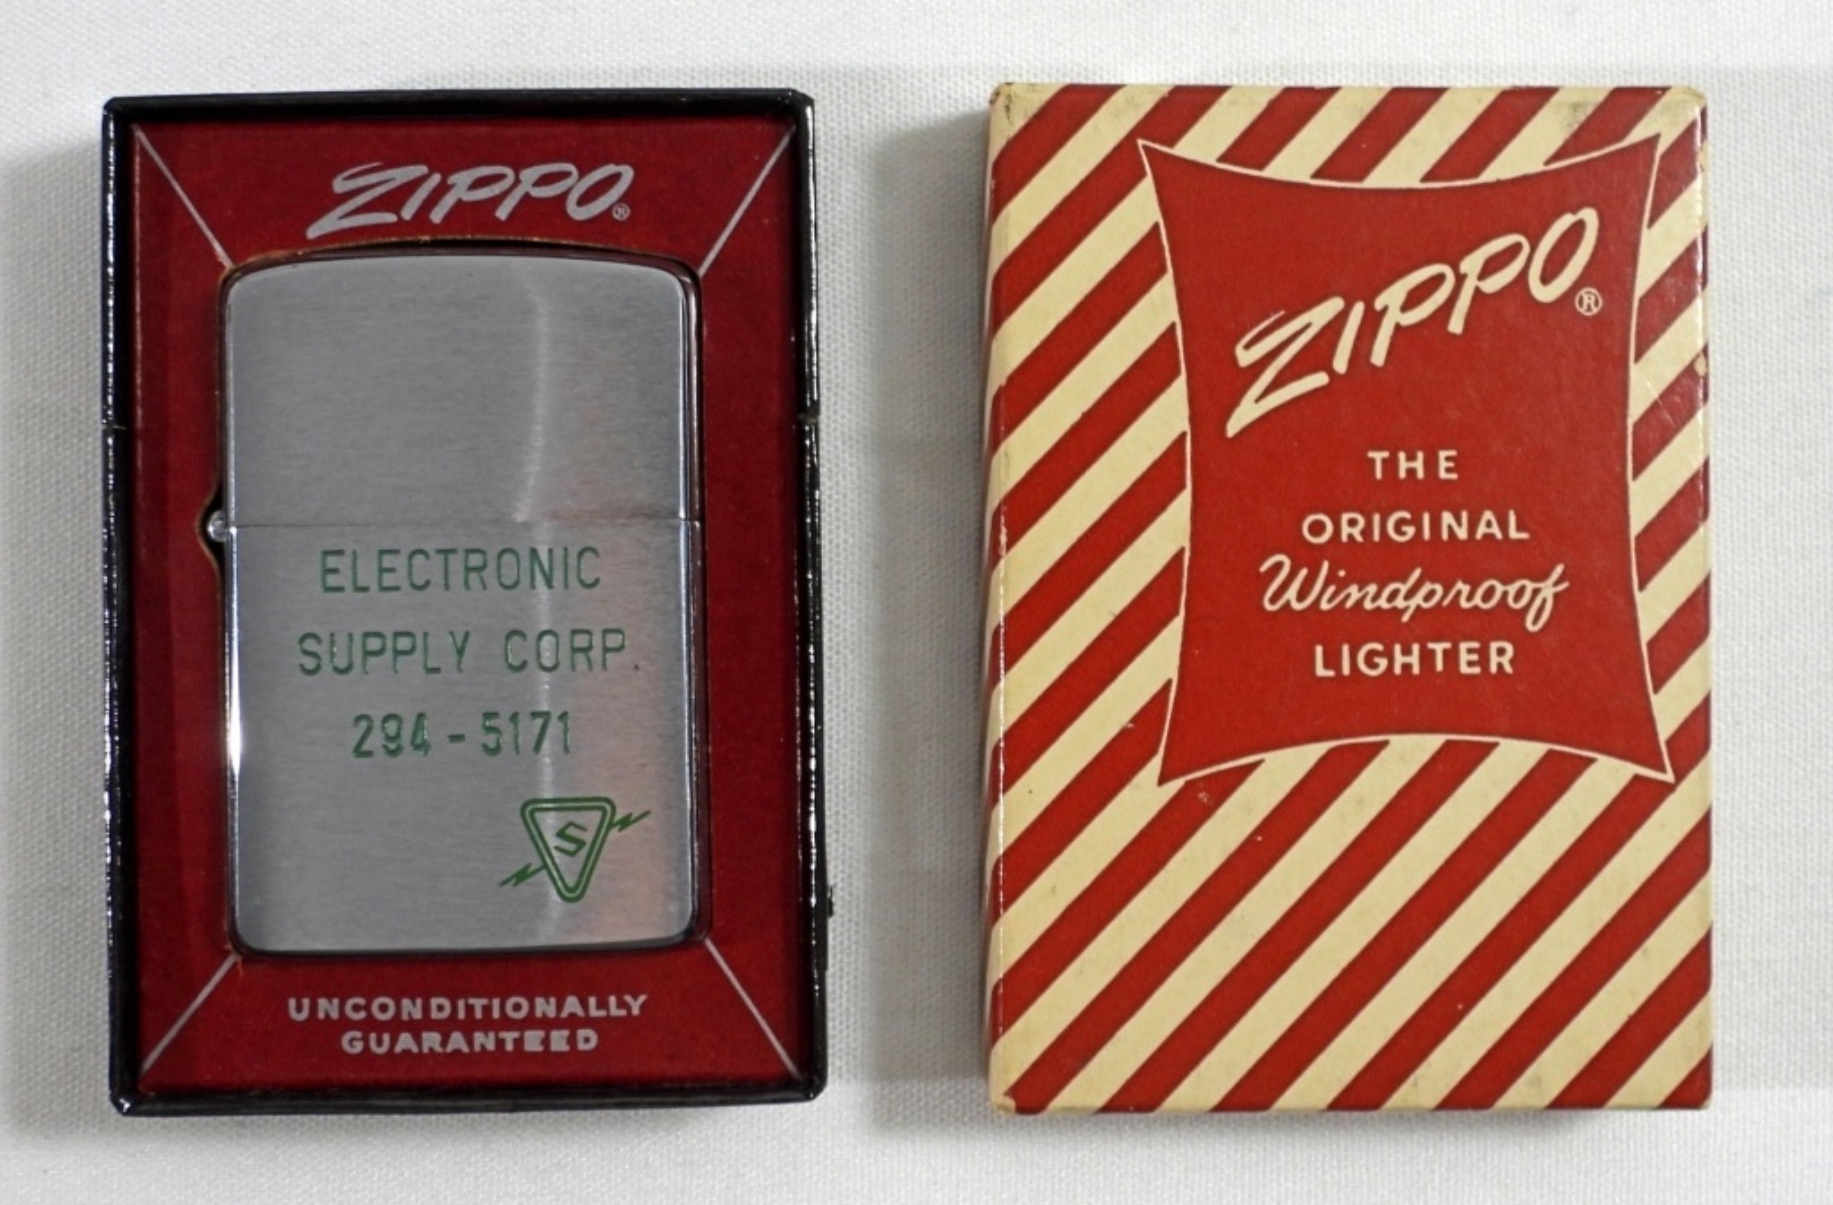 ZIPPO®
ELECTRONIC
SUPPLY CORP.
294-5171
S
UNCONDITIONALLY
GUARANTEED
ZIPPO®
THE
ORIGINAL
Windproof
LIGHTER